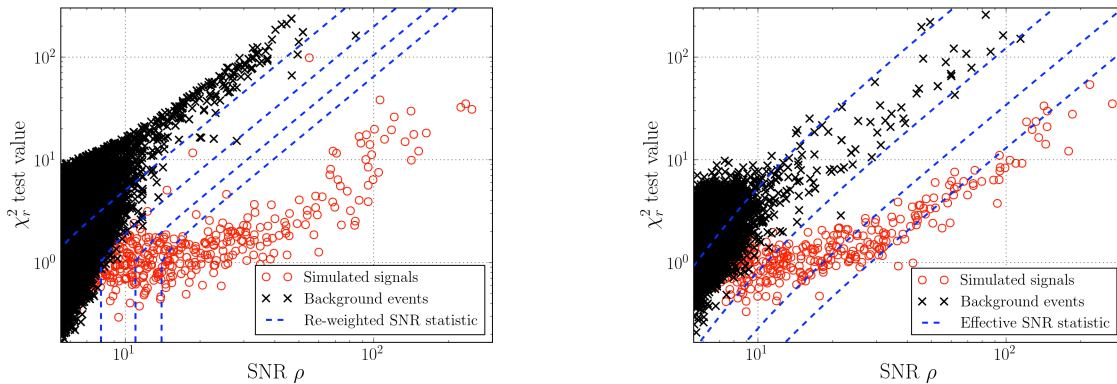 10²
10¹
10⁰
χ²ᵣ test value
10¹
10²
SNR ρ
Simulated signals
Background events
Re-weighted SNR statistic
10²
10¹
10⁰
χ²ᵣ test value
10¹
10²
SNR ρ
Simulated signals
Background events
Effective SNR statistic